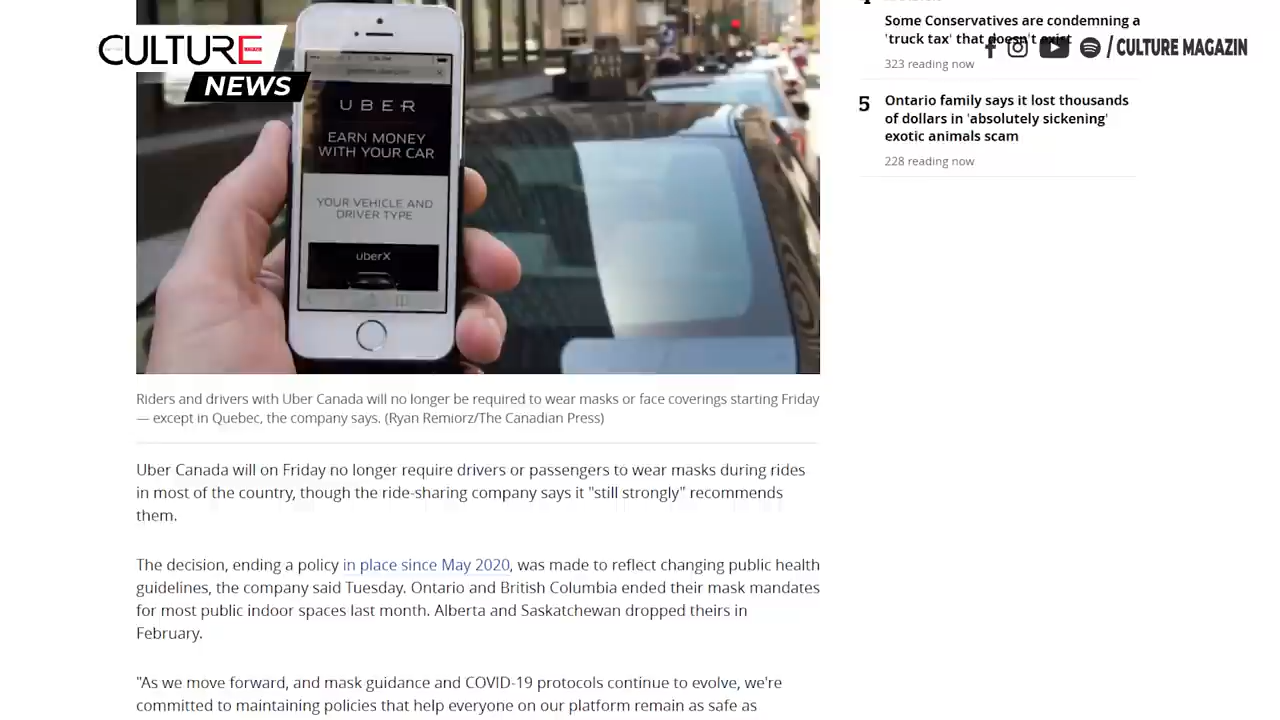 CULTURE
NEWS
UBER
EARN MONEY
WITH YOUR CAR
YOUR VEHICLE AND
DRIVER TYPE
uberX
Some Conservatives are condemning a
'truck tax' that doesn't exist
323 reading now
/ CULTURE MAGAZIN
5
Ontario family says it lost thousands
of dollars in 'absolutely sickening'
exotic animals scam
228 reading now
Riders and drivers with Uber Canada will no longer be required to wear masks or face coverings starting Friday
— except in Quebec, the company says. (Ryan Remiorz/The Canadian Press)
Uber Canada will on Friday no longer require drivers or passengers to wear masks during rides
in most of the country, though the ride-sharing company says it "still strongly" recommends
them.
The decision, ending a policy in place since May 2020, was made to reflect changing public health
guidelines, the company said Tuesday. Ontario and British Columbia ended their mask mandates
for most public indoor spaces last month. Alberta and Saskatchewan dropped theirs in
February.
"As we move forward, and mask guidance and COVID-19 protocols continue to evolve, we're
committed to maintaining policies that help everyone on our platform remain as safe as